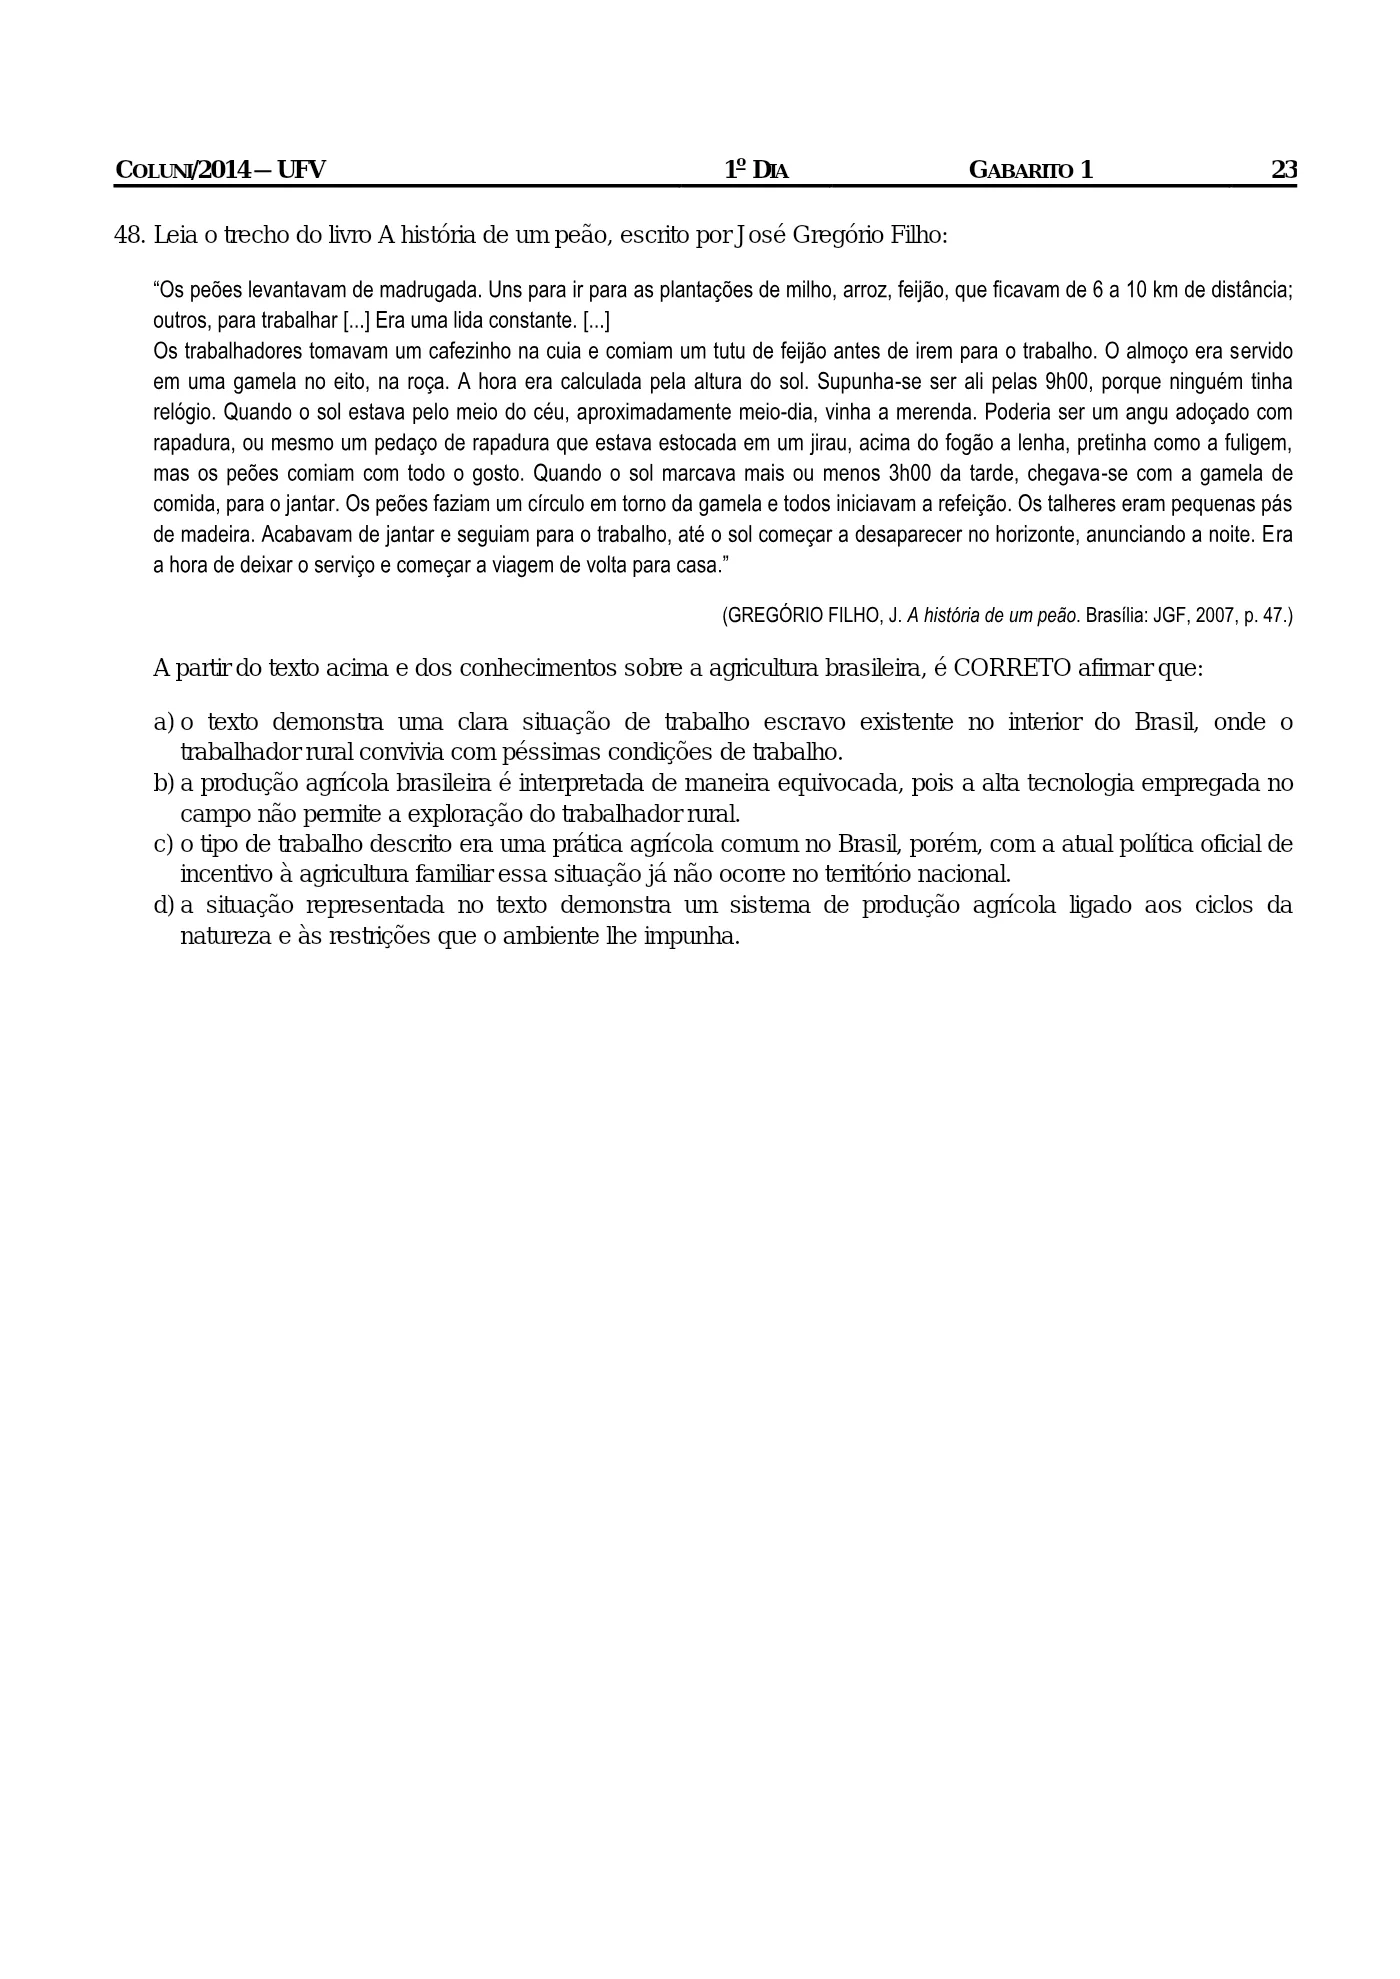 COLUNI/2014 — UFV 1º DIA GABARITO 1 23
48. Leia o trecho do livro A história de um peão, escrito por José Gregório Filho:
“Os peões levantavam de madrugada. Uns para ir para as plantações de milho, arroz, feijão, que ficavam de 6 a 10 km de distância;
outros, para trabalhar [...] Era uma lida constante. [...]
Os trabalhadores tomavam um cafezinho na cuia e comiam um tutu de feijão antes de irem para o trabalho. O almoço era servido
em uma gamela no eito, na roça. A hora era calculada pela altura do sol. Supunha-se ser ali pelas 9h00, porque ninguém tinha
relógio. Quando o sol estava pelo meio do céu, aproximadamente meio-dia, vinha a merenda. Poderia ser um angu adoçado com
rapadura, ou mesmo um pedaço de rapadura que estava estocada em um jirau, acima do fogão a lenha, pretinha como a fuligem,
mas os peões comiam com todo o gosto. Quando o sol marcava mais ou menos 3h00 da tarde, chegava-se com a gamela de
comida, para o jantar. Os peões faziam um círculo em torno da gamela e todos iniciavam a refeição. Os talheres eram pequenas pás
de madeira. Acabavam de jantar e seguiam para o trabalho, até o sol começar a desaparecer no horizonte, anunciando a noite. Era
a hora de deixar o serviço e começar a viagem de volta para casa.”
(GREGÓRIO FILHO, J. A história de um peão. Brasília: JGF, 2007, p. 47.)
A partir do texto acima e dos conhecimentos sobre a agricultura brasileira, é CORRETO afirmar que:
a) o texto demonstra uma clara situação de trabalho escravo existente no interior do Brasil, onde o
trabalhador rural convivia com péssimas condições de trabalho.
b) a produção agrícola brasileira é interpretada de maneira equivocada, pois a alta tecnologia empregada no
campo não permite a exploração do trabalhador rural.
c) o tipo de trabalho descrito era uma prática agrícola comum no Brasil, porém, com a atual política oficial de
incentivo à agricultura familiar essa situação já não ocorre no território nacional.
d) a situação representada no texto demonstra um sistema de produção agrícola ligado aos ciclos da
natureza e às restrições que o ambiente lhe impunha.